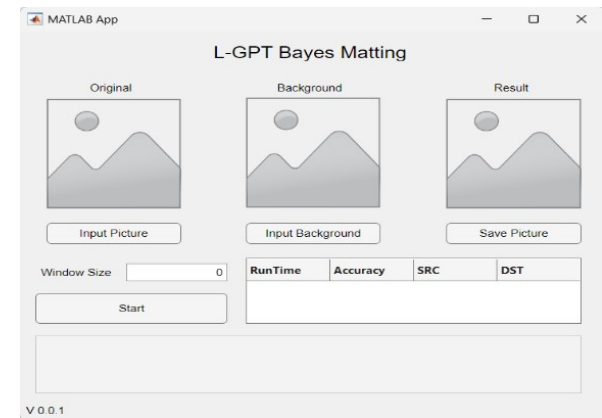 MATLAB App
L-GPT Bayes Matting
Original Background Result
Input Picture Input Background Save Picture
Window Size 0 RunTime Accuracy SRC DST
Start
V 0.0.1